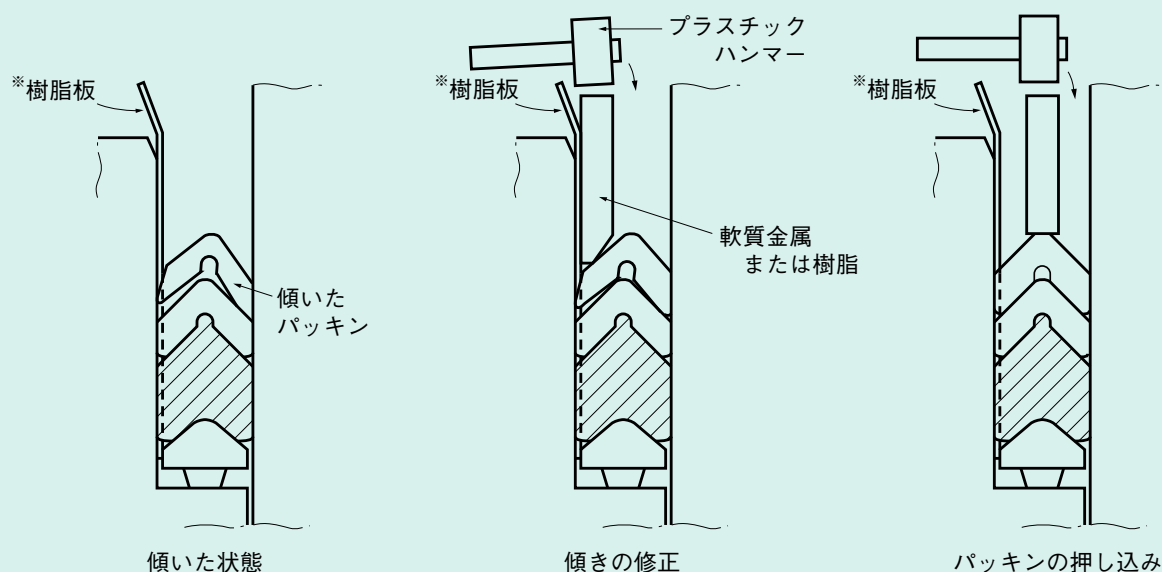 ※樹脂板
傾いた
パッキン
傾いた状態
プラスチック
ハンマー
※樹脂板
軟質金属
または樹脂
傾きの修正
※樹脂板
パッキンの押し込み